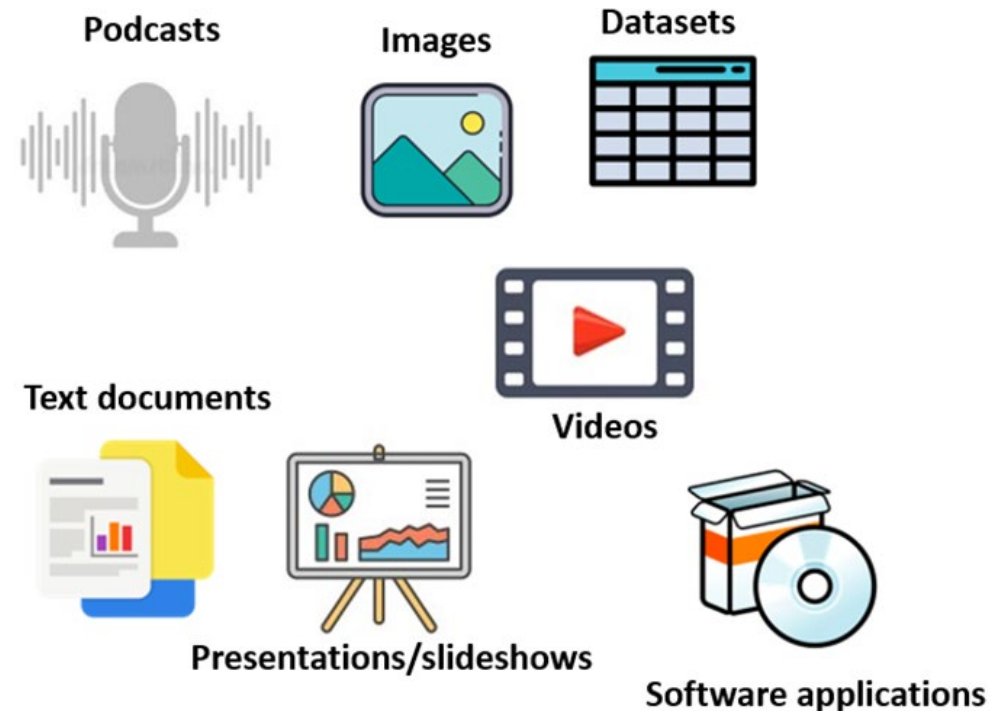 Podcasts
Images
Datasets
Videos
Text documents
Presentations/slideshows
Software applications